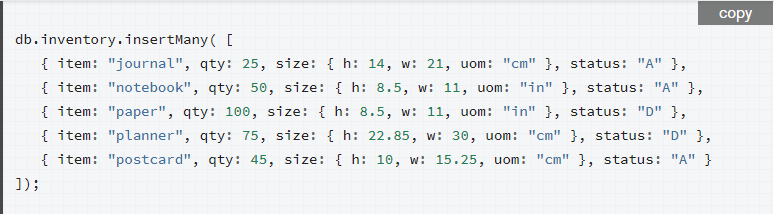 copy
db.inventory.insertMany( [
   { item: "journal", qty: 25, size: { h: 14, w: 21, uom: "cm" }, status: "A" },
   { item: "notebook", qty: 50, size: { h: 8.5, w: 11, uom: "in" }, status: "A" },
   { item: "paper", qty: 100, size: { h: 8.5, w: 11, uom: "in" }, status: "D" },
   { item: "planner", qty: 75, size: { h: 22.85, w: 30, uom: "cm" }, status: "D" },
   { item: "postcard", qty: 45, size: { h: 10, w: 15.25, uom: "cm" }, status: "A" }
]);